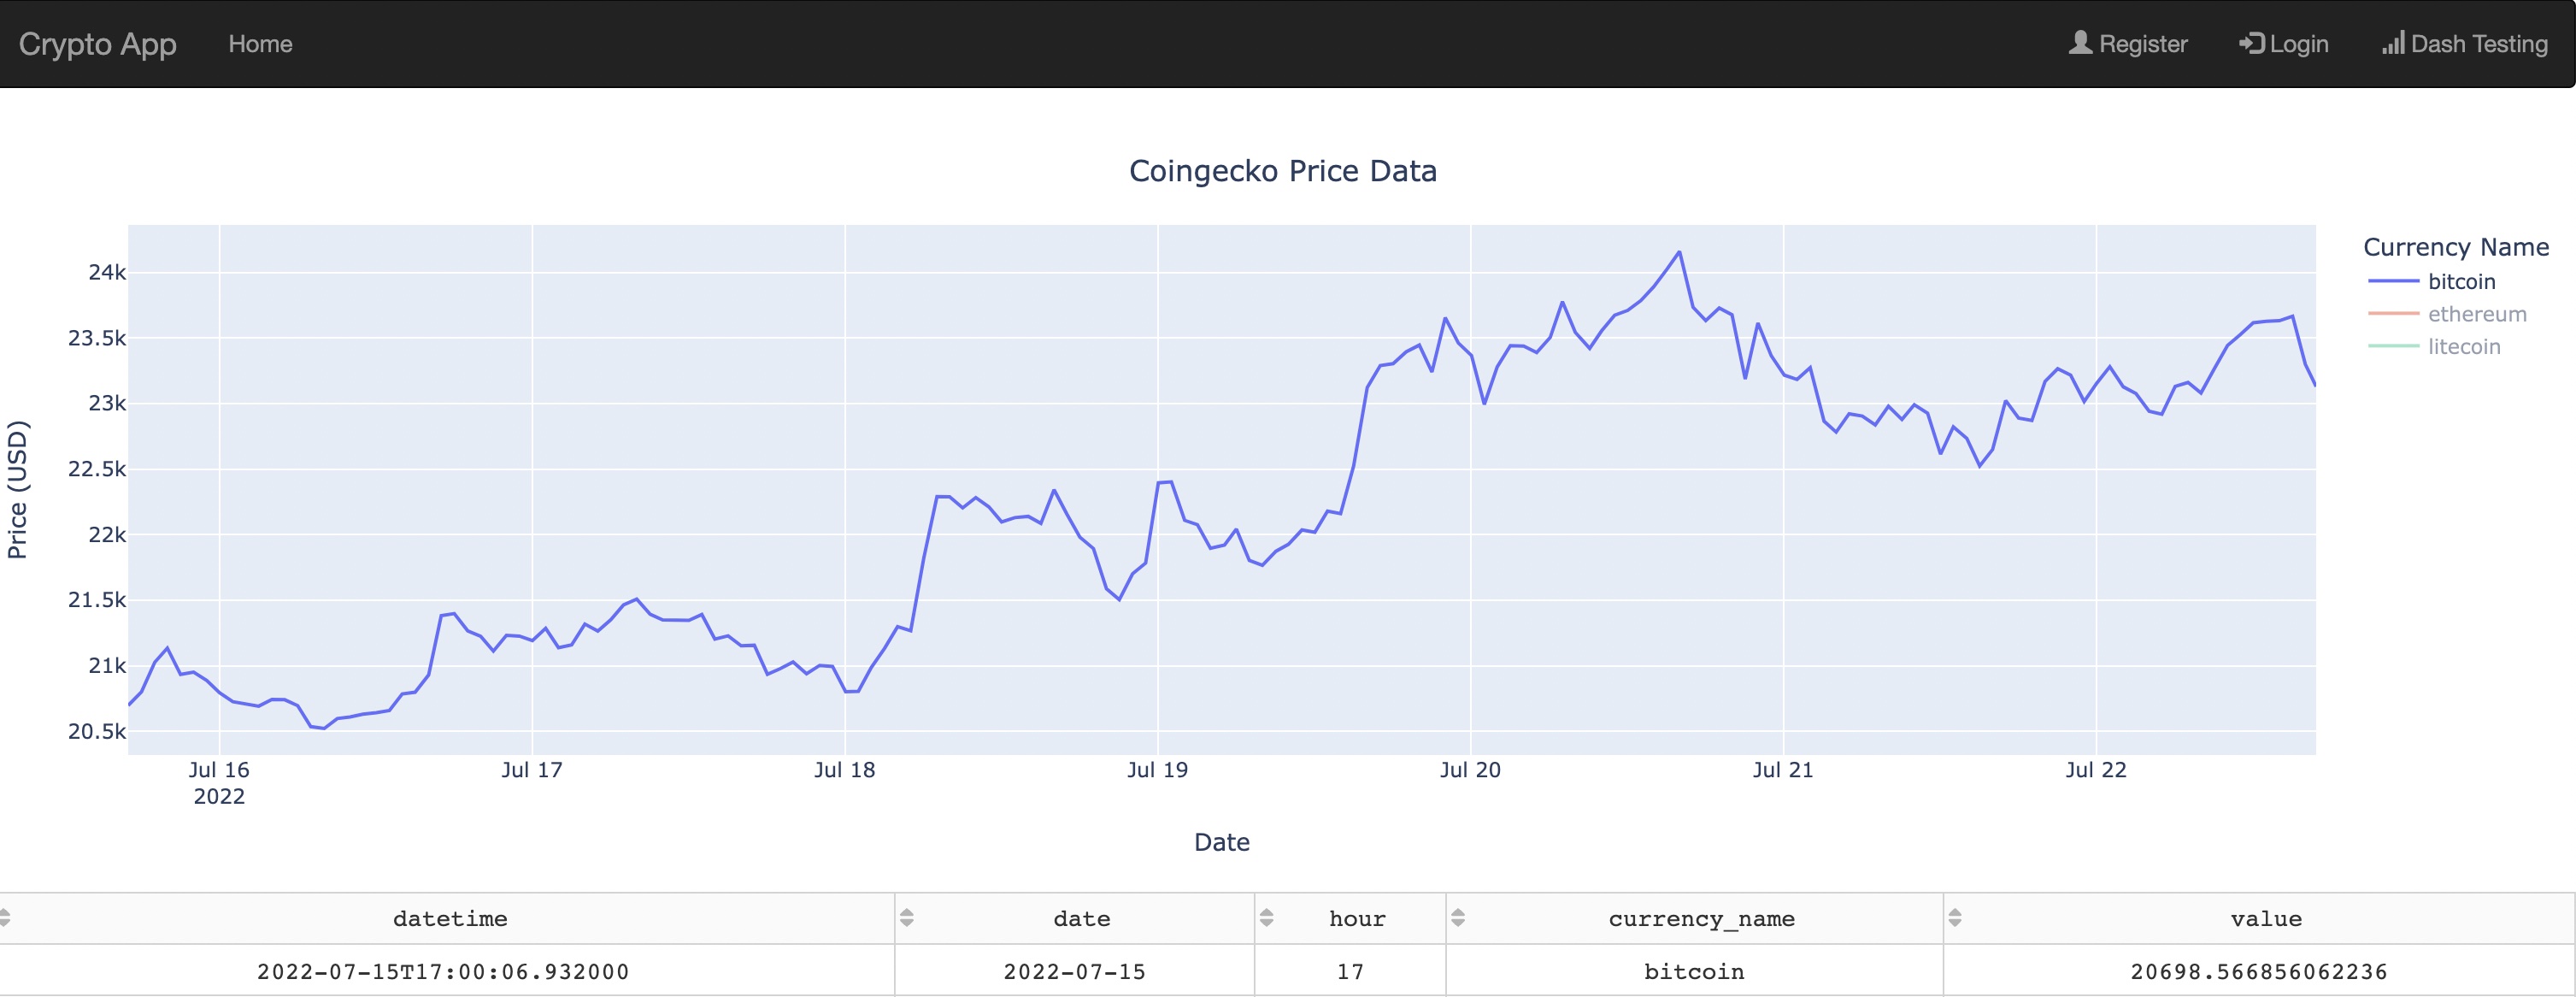 Crypto App Home Register Login Dash Testing
Coingecko Price Data
Currency Name
bitcoin
ethereum
litecoin
Price (USD)
24k
23.5k
23k
22.5k
22k
21.5k
21k
20.5k
Jul 16 Jul 17 Jul 18 Jul 19 Jul 20 Jul 21 Jul 22
2022
Date
datetime date hour currency_name value
2022-07-15T17:00:06.932000 2022-07-15 17 bitcoin 20698.566856062236